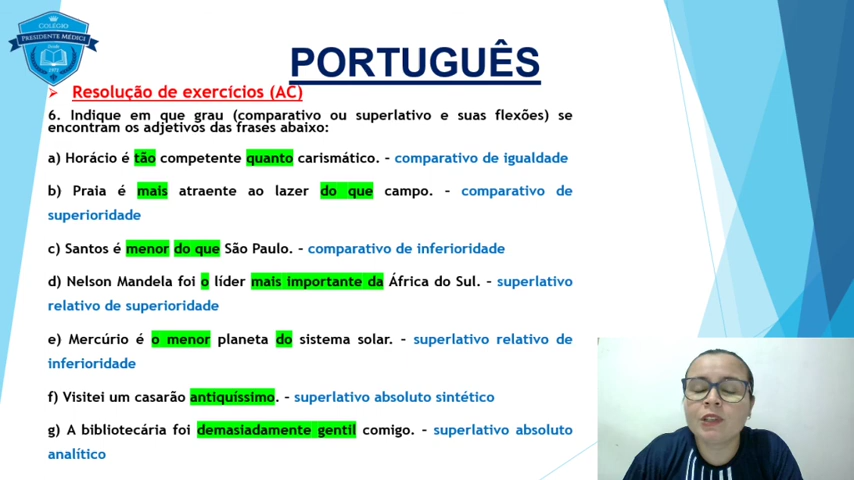 COLÉGIO
PRESIDENTE MÉDICI
PORTUGUÊS
➢ Resolução de exercícios (AC)
6. Indique em que grau (comparativo ou superlativo e suas flexões) se
encontram os adjetivos das frases abaixo:
a) Horácio é tão competente quanto carismático. – comparativo de igualdade
b) Praia é mais atraente ao lazer do que campo. – comparativo de
superioridade
c) Santos é menor do que São Paulo. – comparativo de inferioridade
d) Nelson Mandela foi o líder mais importante da África do Sul. – superlativo
relativo de superioridade
e) Mercúrio é o menor planeta do sistema solar. – superlativo relativo de
inferioridade
f) Visitei um casarão antiquíssimo. – superlativo absoluto sintético
g) A bibliotecária foi demasiadamente gentil comigo. – superlativo absoluto
analítico